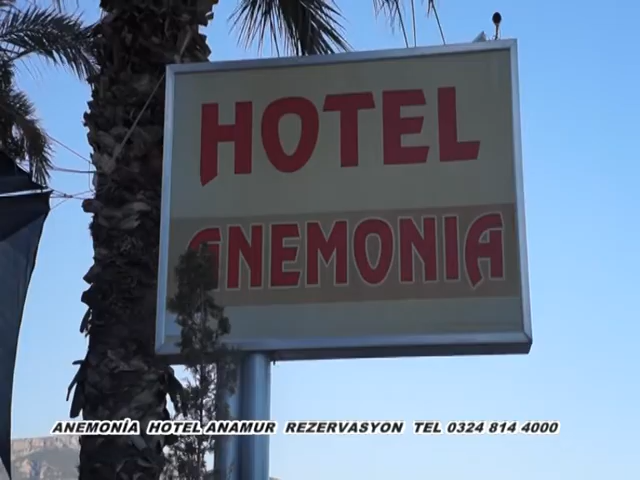 HOTEL
ANEMONIA
ANEMONİA HOTEL ANAMUR REZERVASYON TEL 0324 814 4000